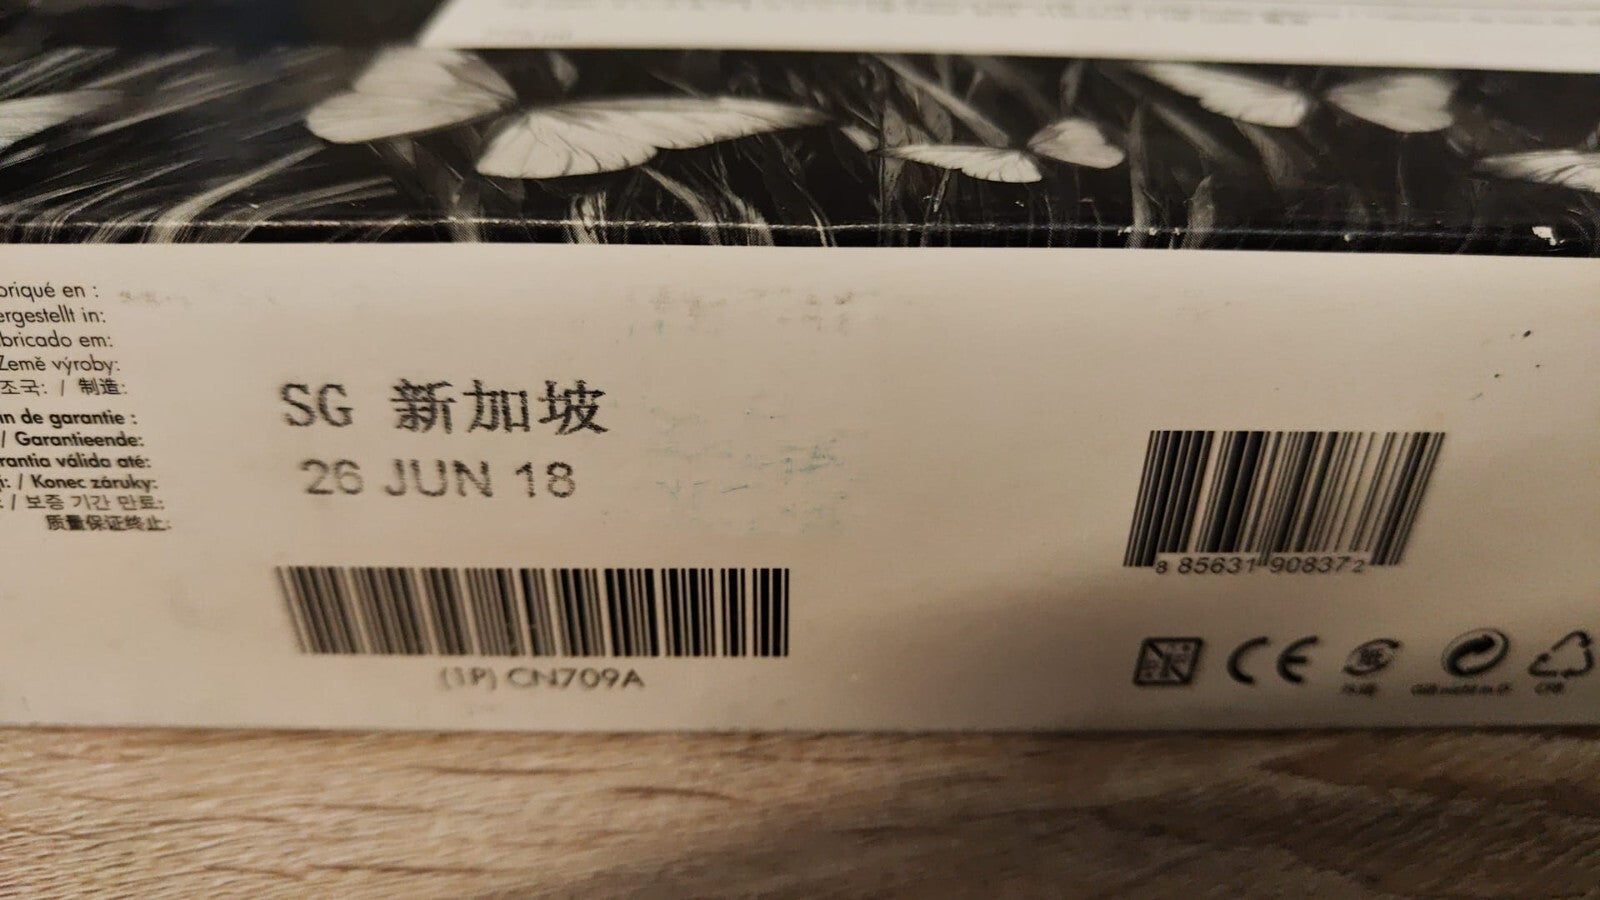 briqué en :
ergestellt in:
bricado em:
Země výroby:
조국: / 制造:
in de garantie :
/ Garantieende:
rantia válida até:
i: / Konec záruky:
: / 보증 기간 만료:
质量保证终止:
SG 新加坡
26 JUN 18
(1P) CN709A
8 85631 90837 2
CE